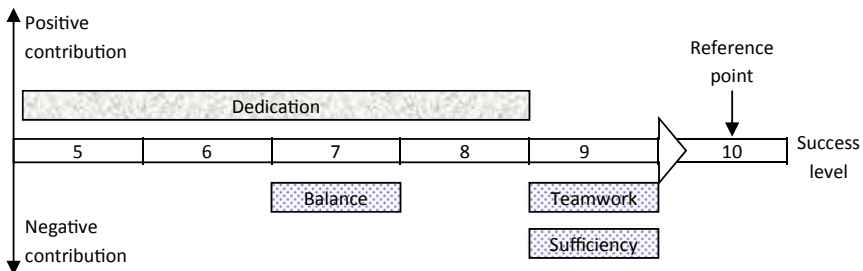 Positive
contribution
Reference
point
Dedication
5 6 7 8 9 10
Success
level
Balance
Teamwork
Negative
contribution
Sufficiency